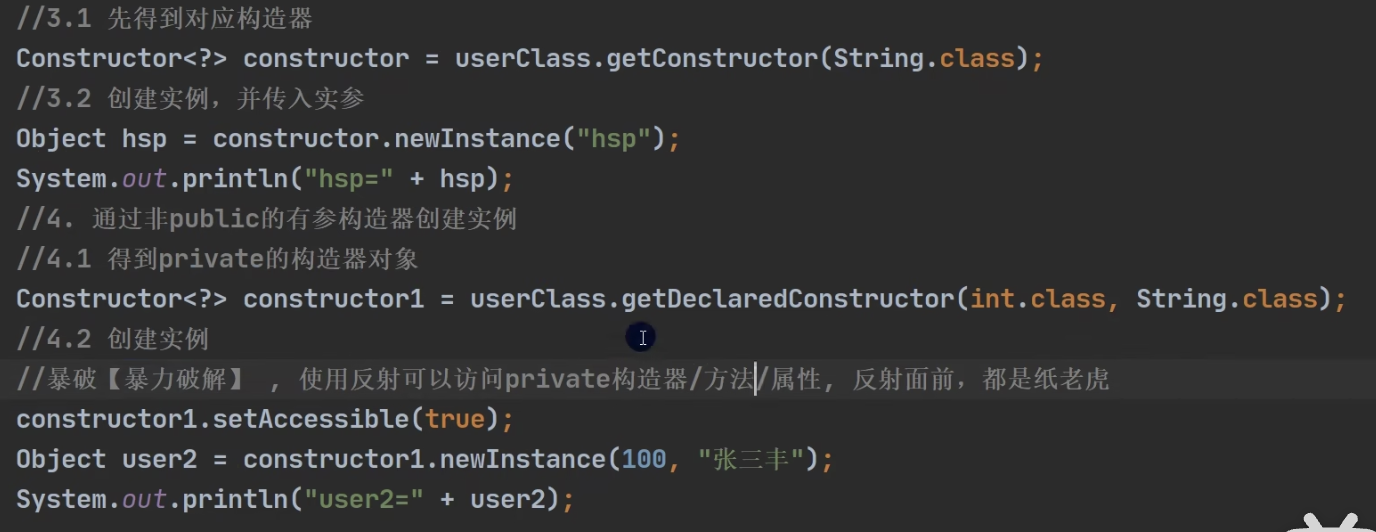 //3.1 先得到对应构造器
Constructor<?> constructor = userClass.getConstructor(String.class);
//3.2 创建实例，并传入实参
Object hsp = constructor.newInstance("hsp");
System.out.println("hsp=" + hsp);
//4. 通过非public的有参构造器创建实例
//4.1 得到private的构造器对象
Constructor<?> constructor1 = userClass.getDeclaredConstructor(int.class, String.class);
//4.2 创建实例
//暴破【暴力破解】 , 使用反射可以访问private构造器/方法/属性, 反射面前，都是纸老虎
constructor1.setAccessible(true);
Object user2 = constructor1.newInstance(100, "张三丰");
System.out.println("user2=" + user2);